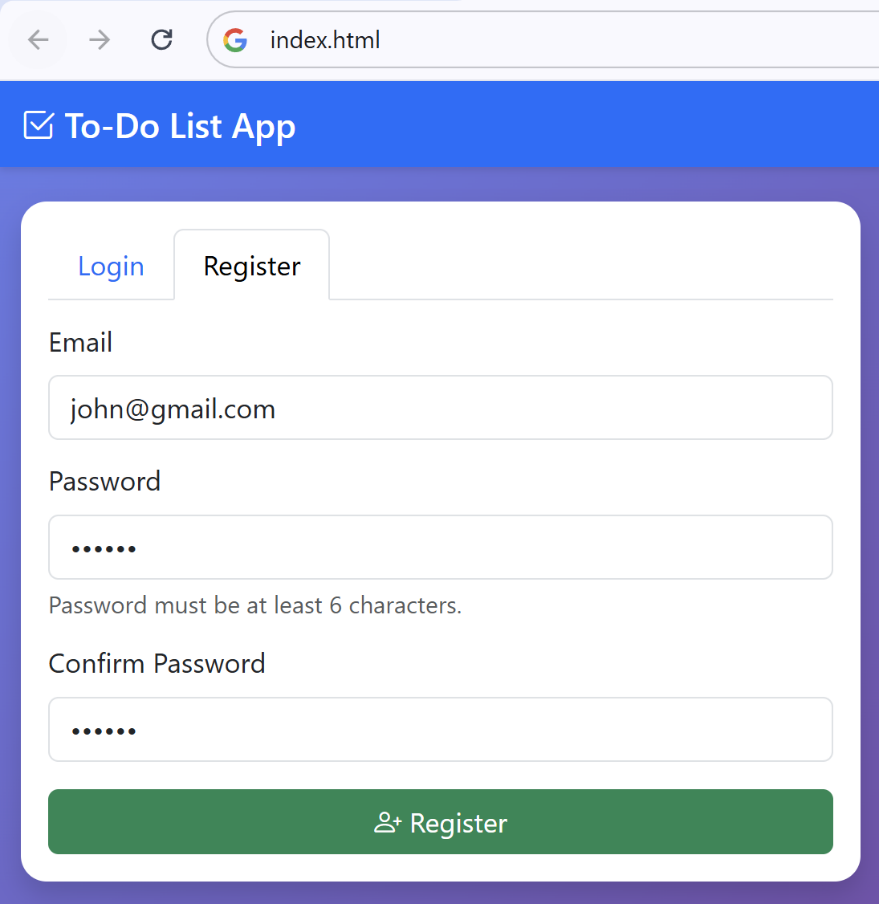 index.html
To-Do List App
Login Register
Email
john@gmail.com
Password
••••••
Password must be at least 6 characters.
Confirm Password
••••••
Register